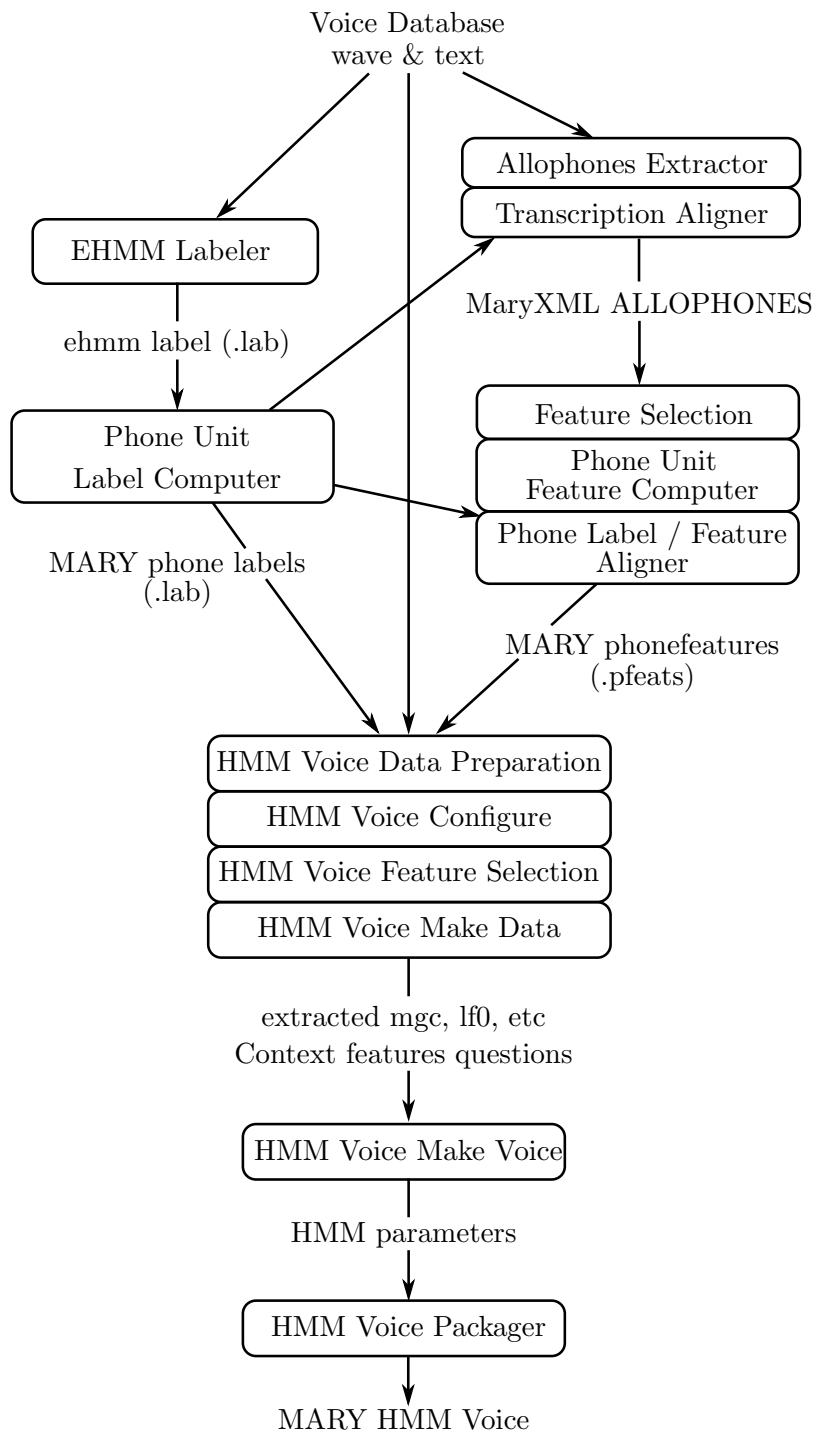 Voice Database
wave & text
Allophones Extractor
Transcription Aligner
EHMM Labeler
MaryXML ALLOPHONES
ehmm label (.lab)
Feature Selection
Phone Unit
Label Computer
Phone Unit
Feature Computer
Phone Label / Feature
Aligner
MARY phone labels
(.lab)
MARY phonefeatures
(.pfeats)
HMM Voice Data Preparation
HMM Voice Configure
HMM Voice Feature Selection
HMM Voice Make Data
extracted mgc, lf0, etc
Context features questions
HMM Voice Make Voice
HMM parameters
HMM Voice Packager
MARY HMM Voice